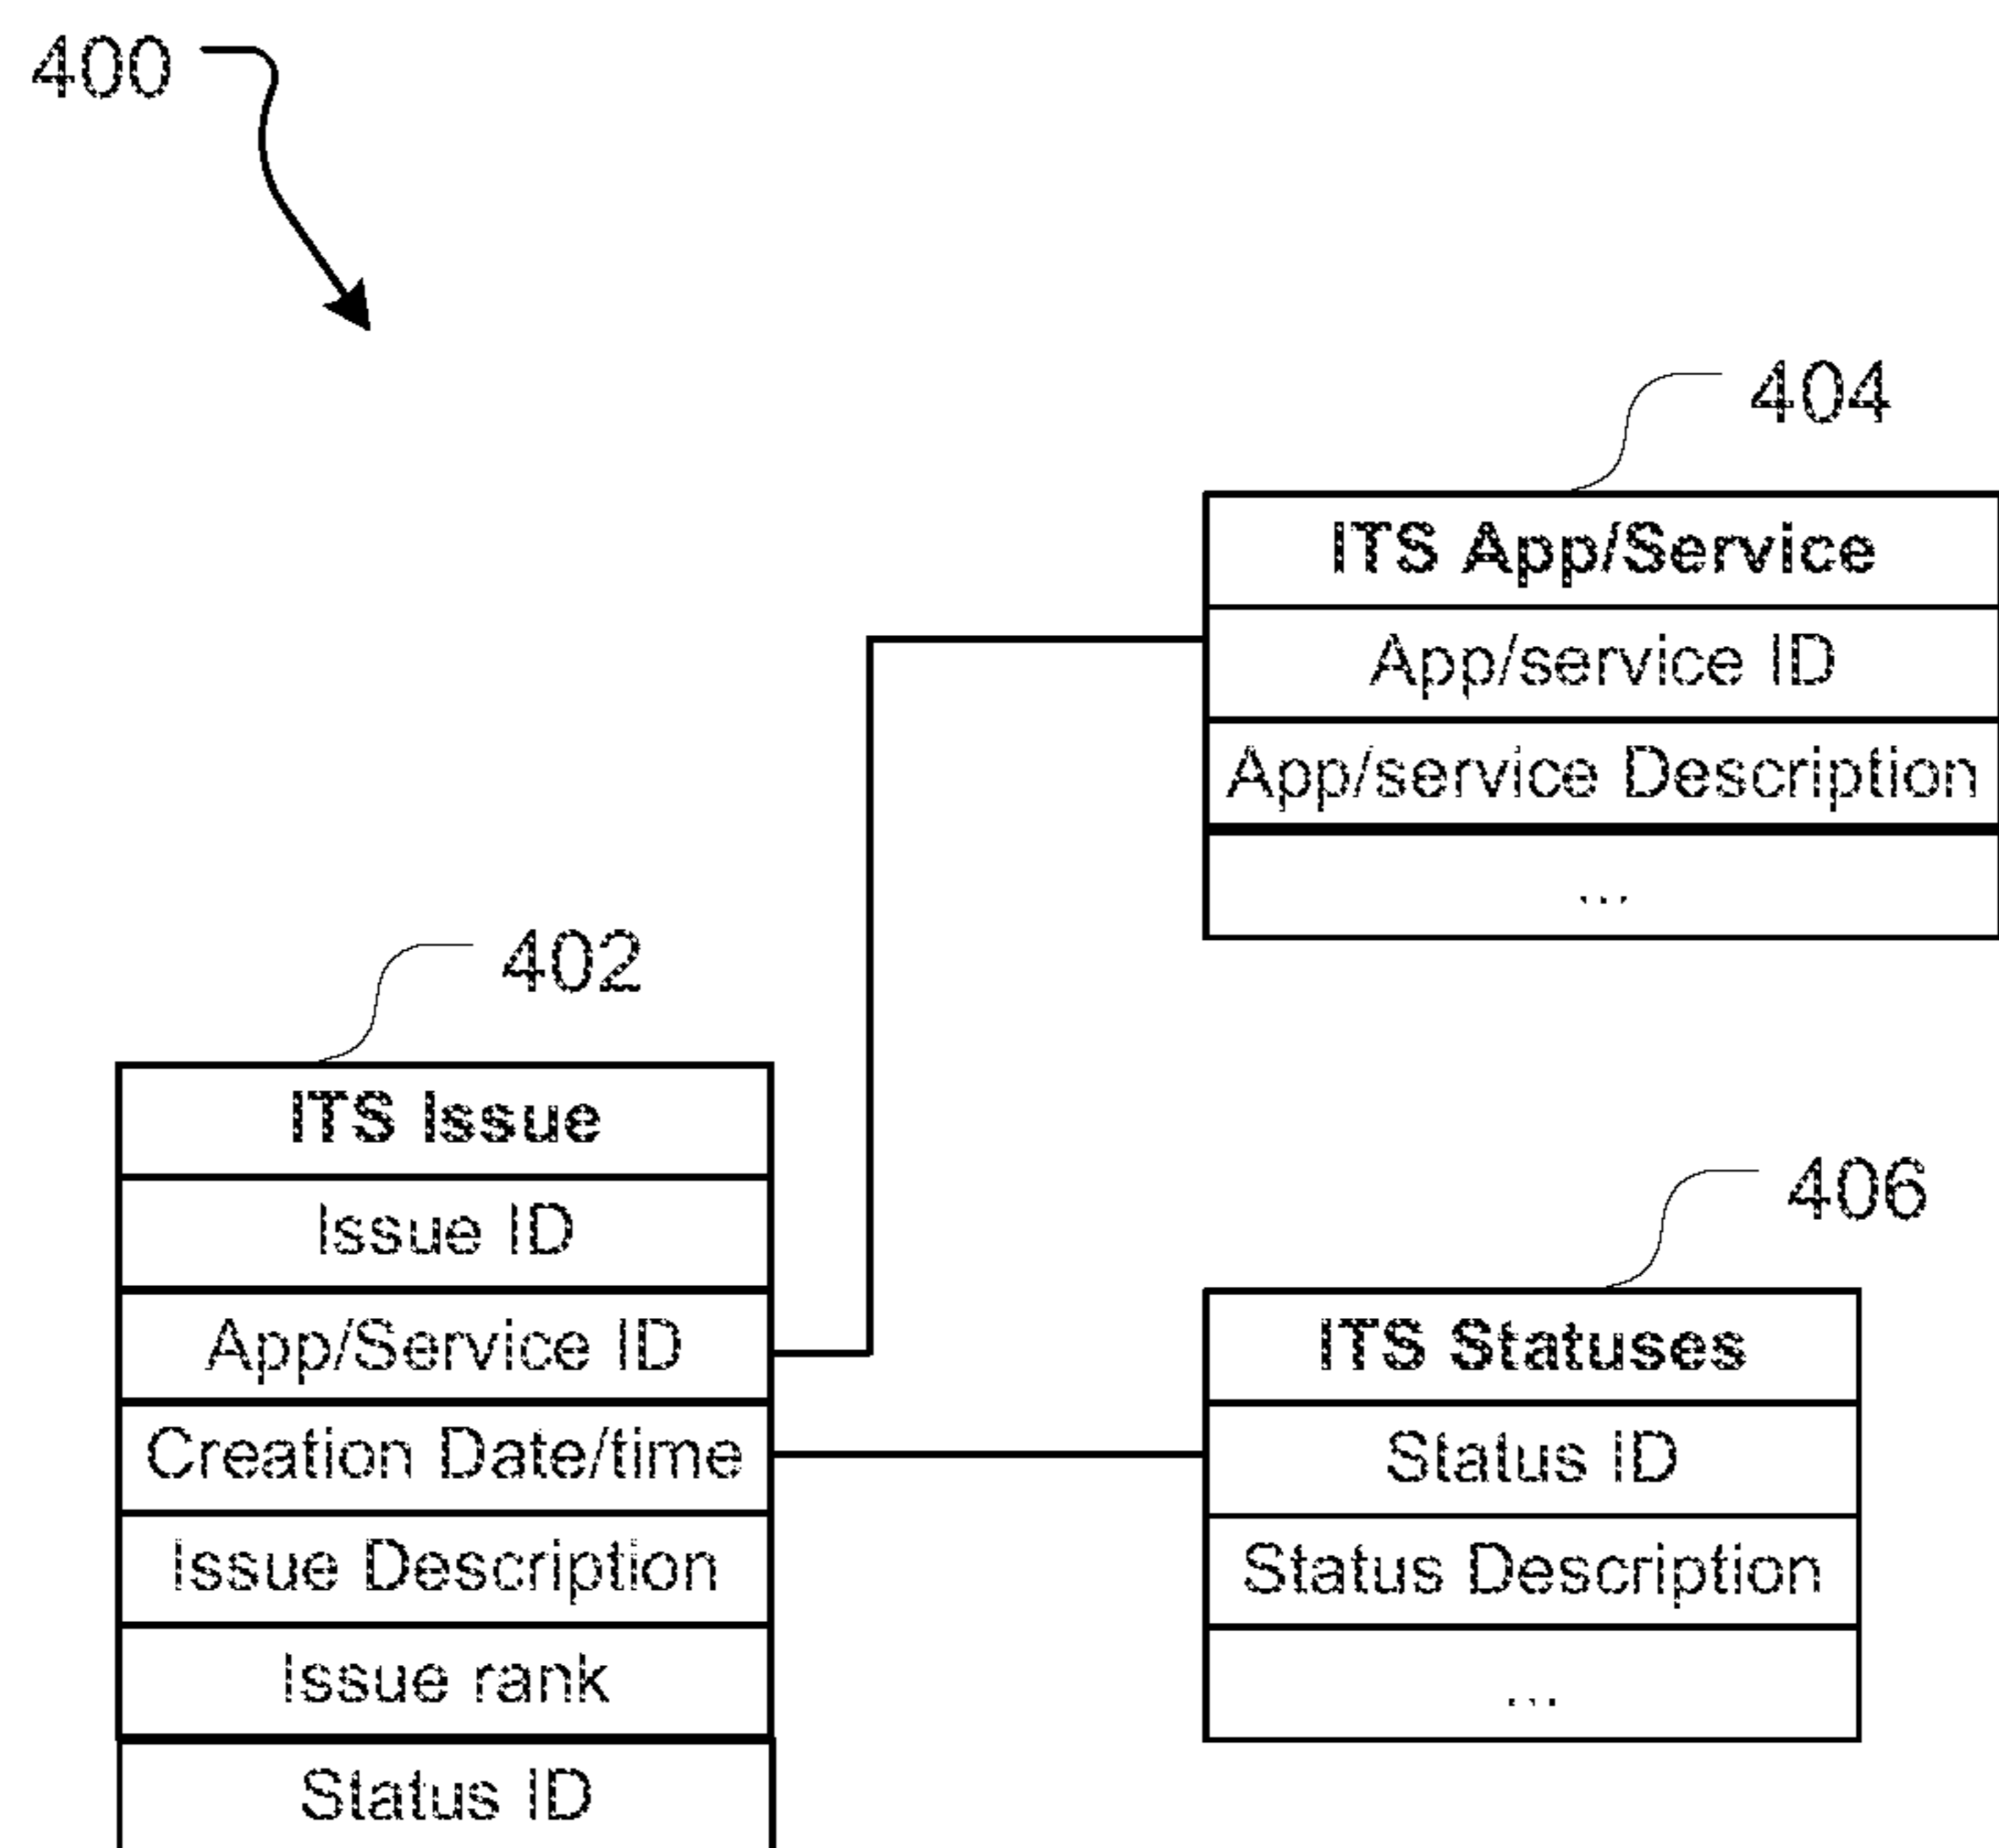 400
404
ITS App/Service
App/service ID
App/service Description
...
402
ITS Issue
Issue ID
App/Service ID
Creation Date/time
Issue Description
Issue rank
Status ID
406
ITS Statuses
Status ID
Status Description
...